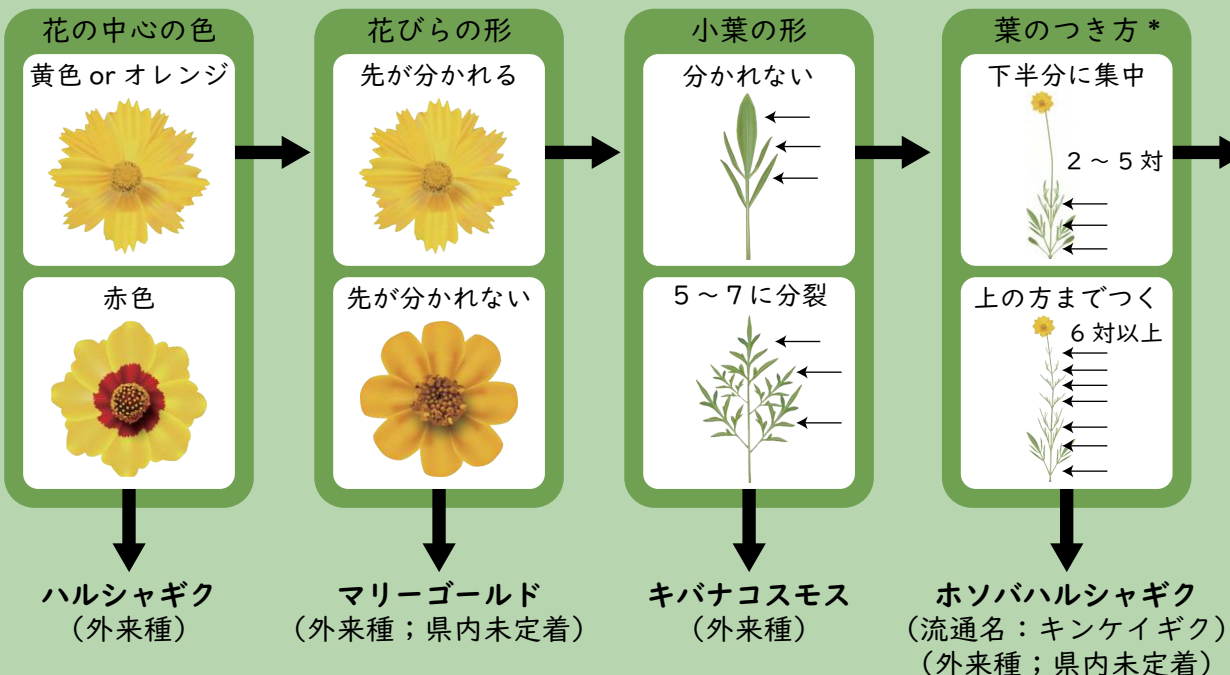 花の中心の色
黄色 or オレンジ
赤色
ハルシャギク
（外来種）
花びらの形
先が分かれる
先が分かれない
マリーゴールド
（外来種；県内未定着）
小葉の形
分かれない
5～7に分裂
キバナコスモス
（外来種）
葉のつき方*
下半分に集中
2～5対
上の方までつく
6対以上
ホソバハルシャギク
（流通名：キンケイギク）
（外来種；県内未定着）